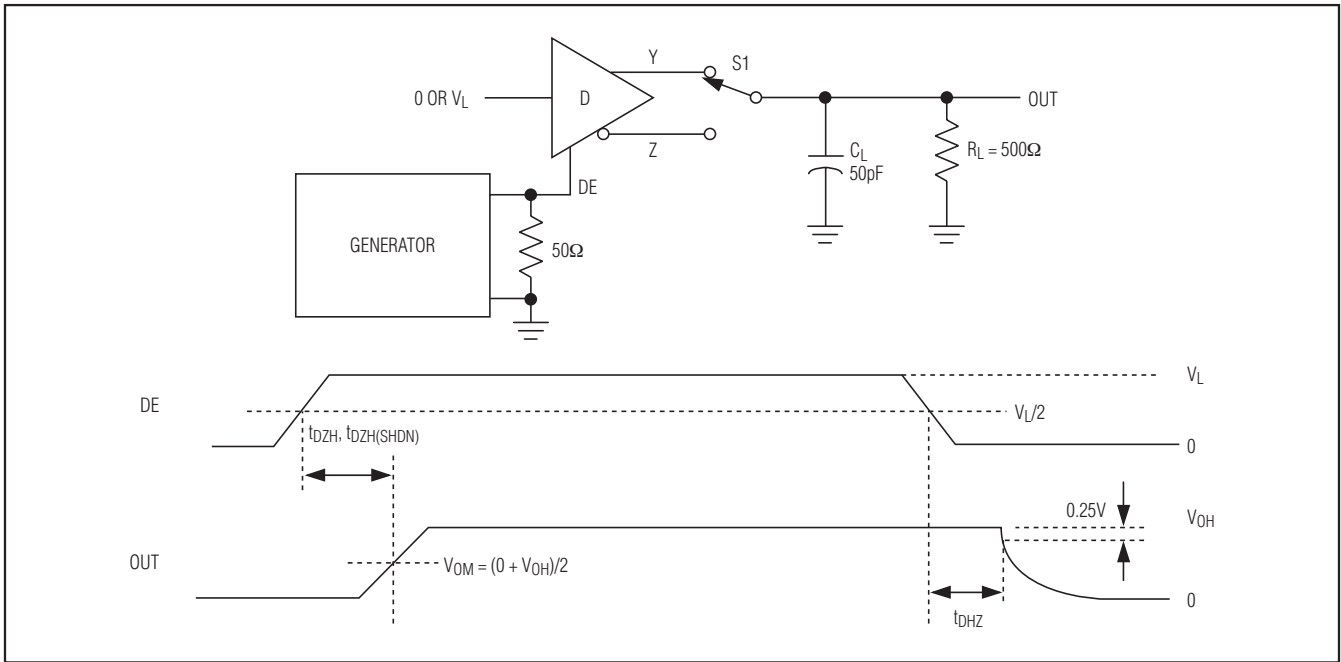 Y
S1
0 OR VL
D
OUT
Z
CL
50pF
RL = 500Ω
DE
GENERATOR
50Ω
VL
DE
VL/2
tDZH, tDZH(SHDN)
0
0.25V
VOH
OUT
VOM = (0 + VOH)/2
0
tDHZ